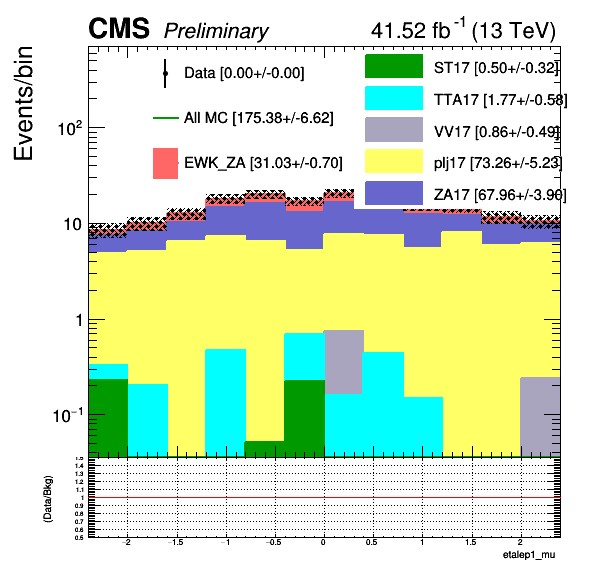 CMS Preliminary 41.52 fb⁻¹ (13 TeV)
Events/bin
Data [0.00+/-0.00]
All MC [175.38+/-6.62]
EWK_ZA [31.03+/-0.70]
ST17 [0.50+/-0.32]
TTA17 [1.77+/-0.58]
VV17 [0.86+/-0.49]
plj17 [73.26+/-5.23]
ZA17 [67.96+/-3.90]
10²
10
1
10⁻¹
(Data/Bkg)
1.5
1.4
1.3
1.2
1.1
1
0.9
0.8
0.7
0.6
0.5
−2 −1.5 −1 −0.5 0 0.5 1 1.5 2
etalep1_mu